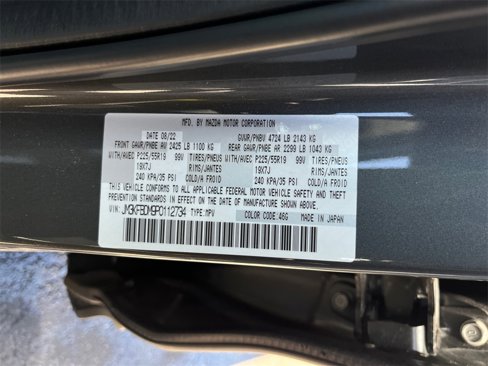 MFD. BY MAZDA MOTOR CORPORATION
DATE 08/22 GVWR/PNBV 4724 LB 2143 KG
FRONT GAWR/PNBE AV 2425 LB 1100 KG REAR GAWR/PNBE AR 2299 LB 1043 KG
WITH/AVEC P225/55R19 99V TIRES/PNEUS WITH/AVEC P225/55R19 99V TIRES/PNEUS
19X7J RIMS/JANTES 19X7J RIMS/JANTES
240 KPA/35 PSI COLD/A FROID 240 KPA/35 PSI COLD/A FROID
THIS VEHICLE CONFORMS TO ALL APPLICABLE FEDERAL MOTOR VEHICLE SAFETY AND THEFT
PREVENTION STANDARDS IN EFFECT ON THE DATE OF MANUFACTURE SHOWN ABOVE.
VIN: JM3KFBDM9P0112734 TYPE:MPV COLOR CODE:46G MADE IN JAPAN